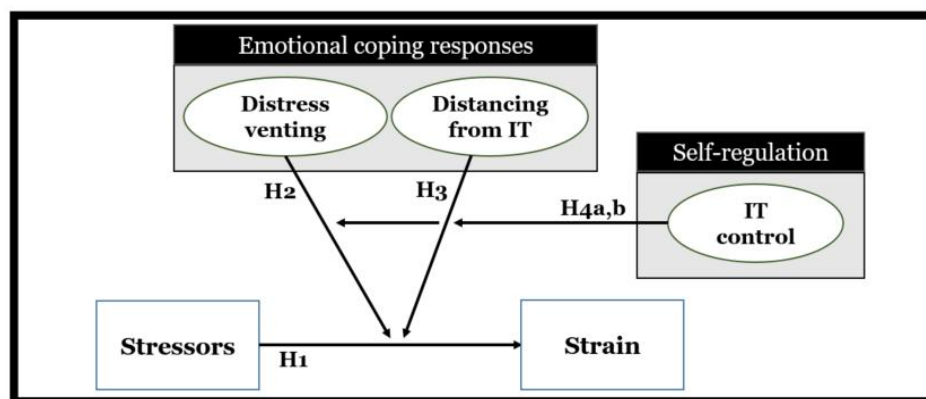 Emotional coping responses
Distress
venting
Distancing
from IT
Self-regulation
H2
H3
H4a,b
IT
control
Stressors
H1
Strain